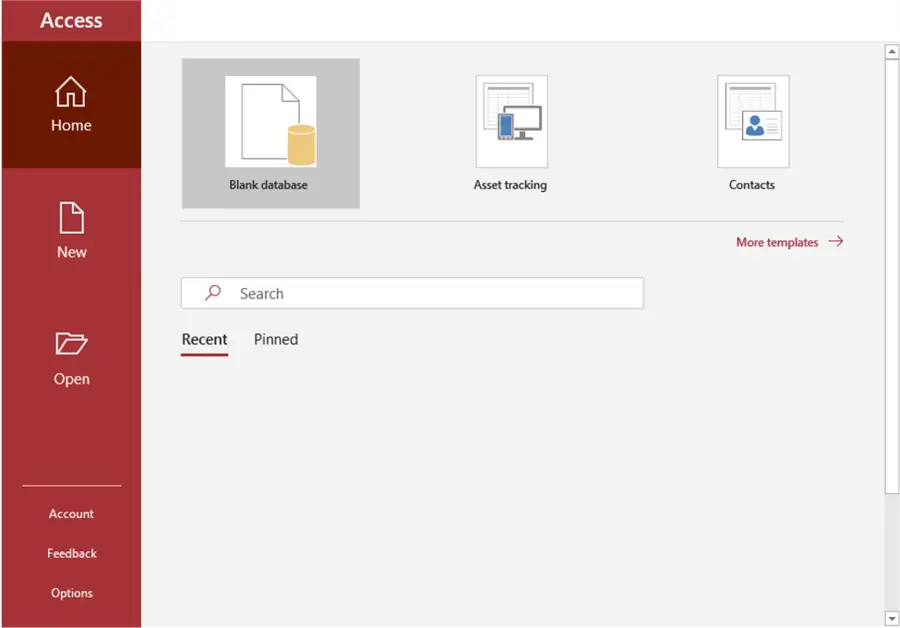 Access
Home
New
Open
Account
Feedback
Options
Blank database
Asset tracking
Contacts
More templates
Search
Recent
Pinned